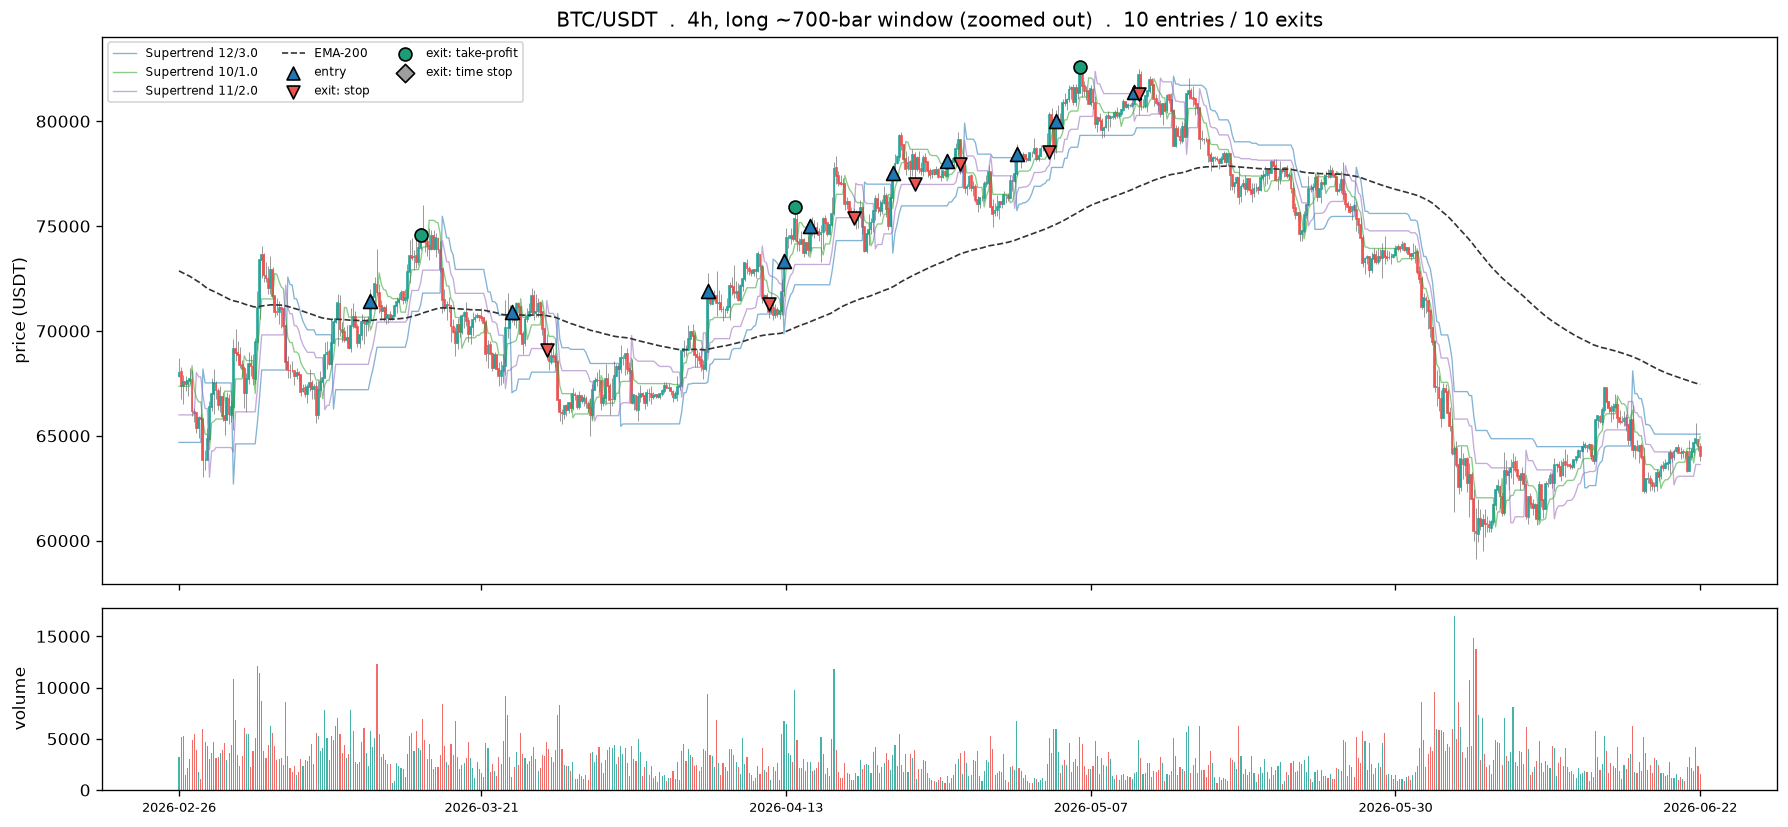 BTC/USDT . 4h, long ~700-bar window (zoomed out) . 10 entries / 10 exits
Supertrend 12/3.0
Supertrend 10/1.0
Supertrend 11/2.0
EMA-200
entry
exit: stop
exit: take-profit
exit: time stop
price (USDT)
80000
75000
70000
65000
60000
volume
15000
10000
5000
0
2026-02-26
2026-03-21
2026-04-13
2026-05-07
2026-05-30
2026-06-22